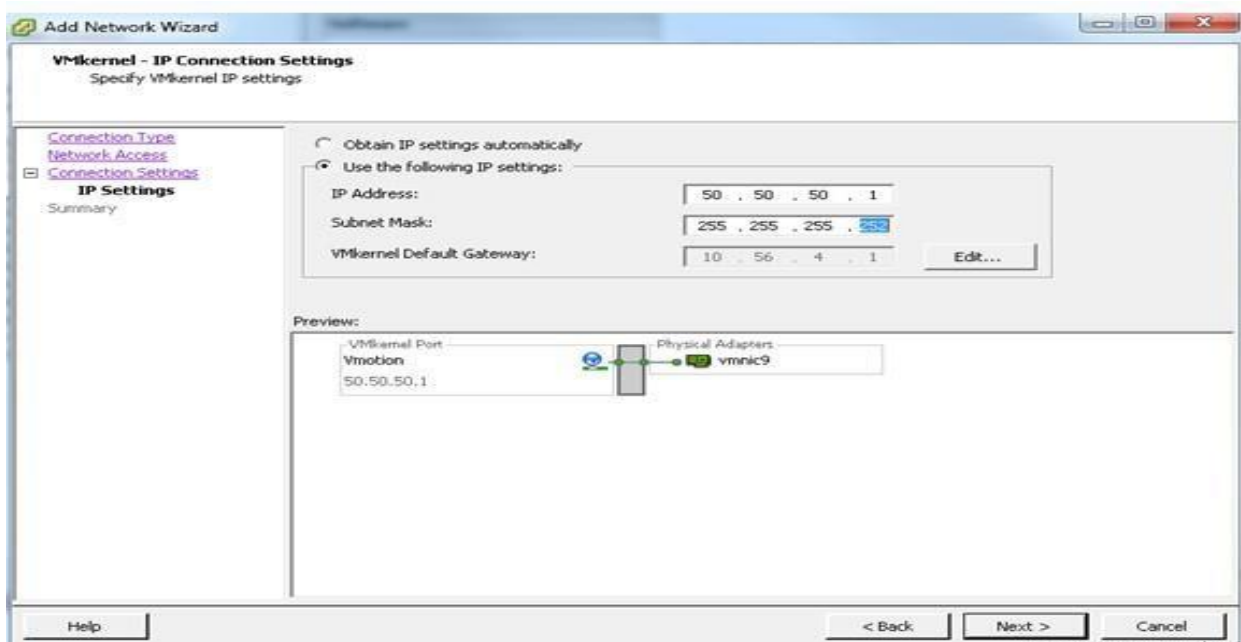 Add Network Wizard
VMkernel - IP Connection Settings
Specify VMkernel IP settings
Connection Type
Network Access
Connection Settings
IP Settings
Summary
Obtain IP settings automatically
Use the following IP settings:
IP Address:
50 . 50 . 50 . 1
Subnet Mask:
255 . 255 . 255 . 252
VMkernel Default Gateway:
10 . 56 . 4 . 1
Edit...
Preview:
VMkernel Port
Vmotion
50.50.50.1
Physical Adapters
vmnic9
Help
< Back
Next >
Cancel